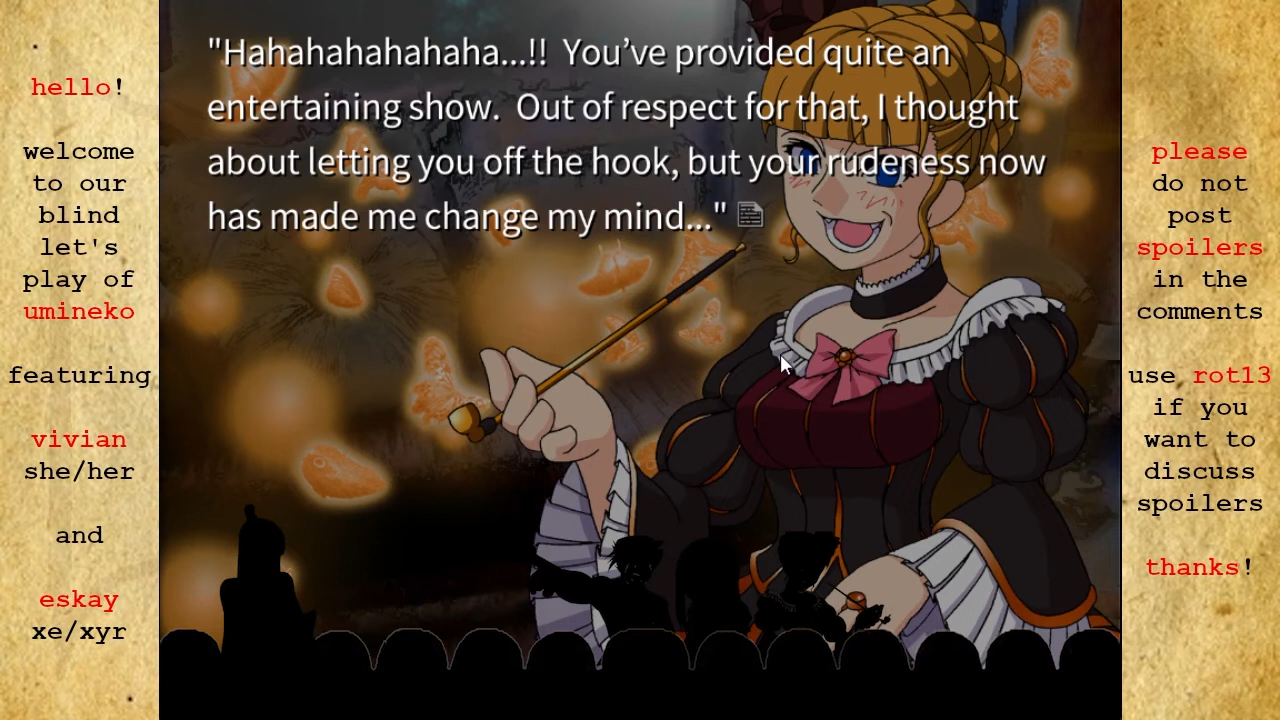 hello!
welcome
to our
blind
let's
play of
umineko
featuring
vivian
she/her
and
eskay
xe/xyr
"Hahahahahahaha...!!  You’ve provided quite an
entertaining show.  Out of respect for that, I thought
about letting you off the hook, but your rudeness now
has made me change my mind..."
please
do not
post
spoilers
in the
comments
use rot13
if you
want to
discuss
spoilers
thanks!